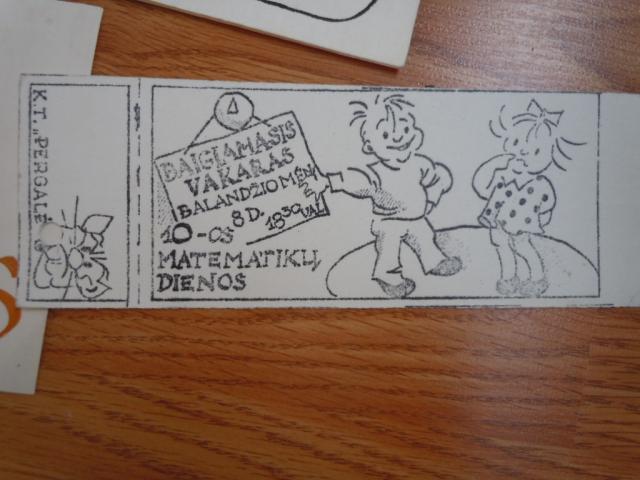 K.T. „PERGALĖ
BAIGIAMASIS
VAKARAS
BALANDŽIO MĖN.
8 D. 18³⁰ VAL.
10-OS
MATEMATIKŲ
DIENOS